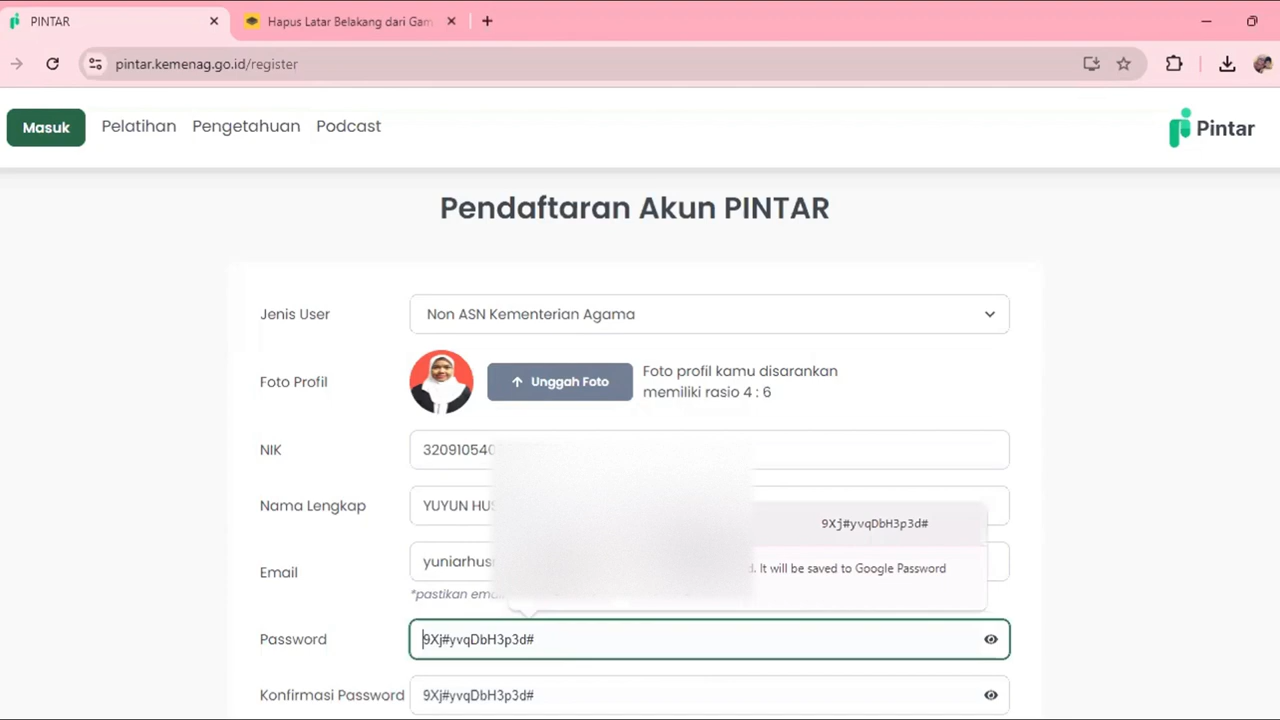 PINTAR
Hapus Latar Belakang dari Gam
pintar.kemenag.go.id/register
Masuk Pelatihan Pengetahuan Podcast
Pintar
Pendaftaran Akun PINTAR
Jenis User
Non ASN Kementerian Agama
Foto Profil
Unggah Foto
Foto profil kamu disarankan
memiliki rasio 4 : 6
NIK
32091054
Nama Lengkap
YUYUN HUS
9Xj#yvqDbH3p3d#
Email
yuniarhus
. It will be saved to Google Password
*pastikan ema
Password
9Xj#yvqDbH3p3d#
Konfirmasi Password
9Xj#yvqDbH3p3d#